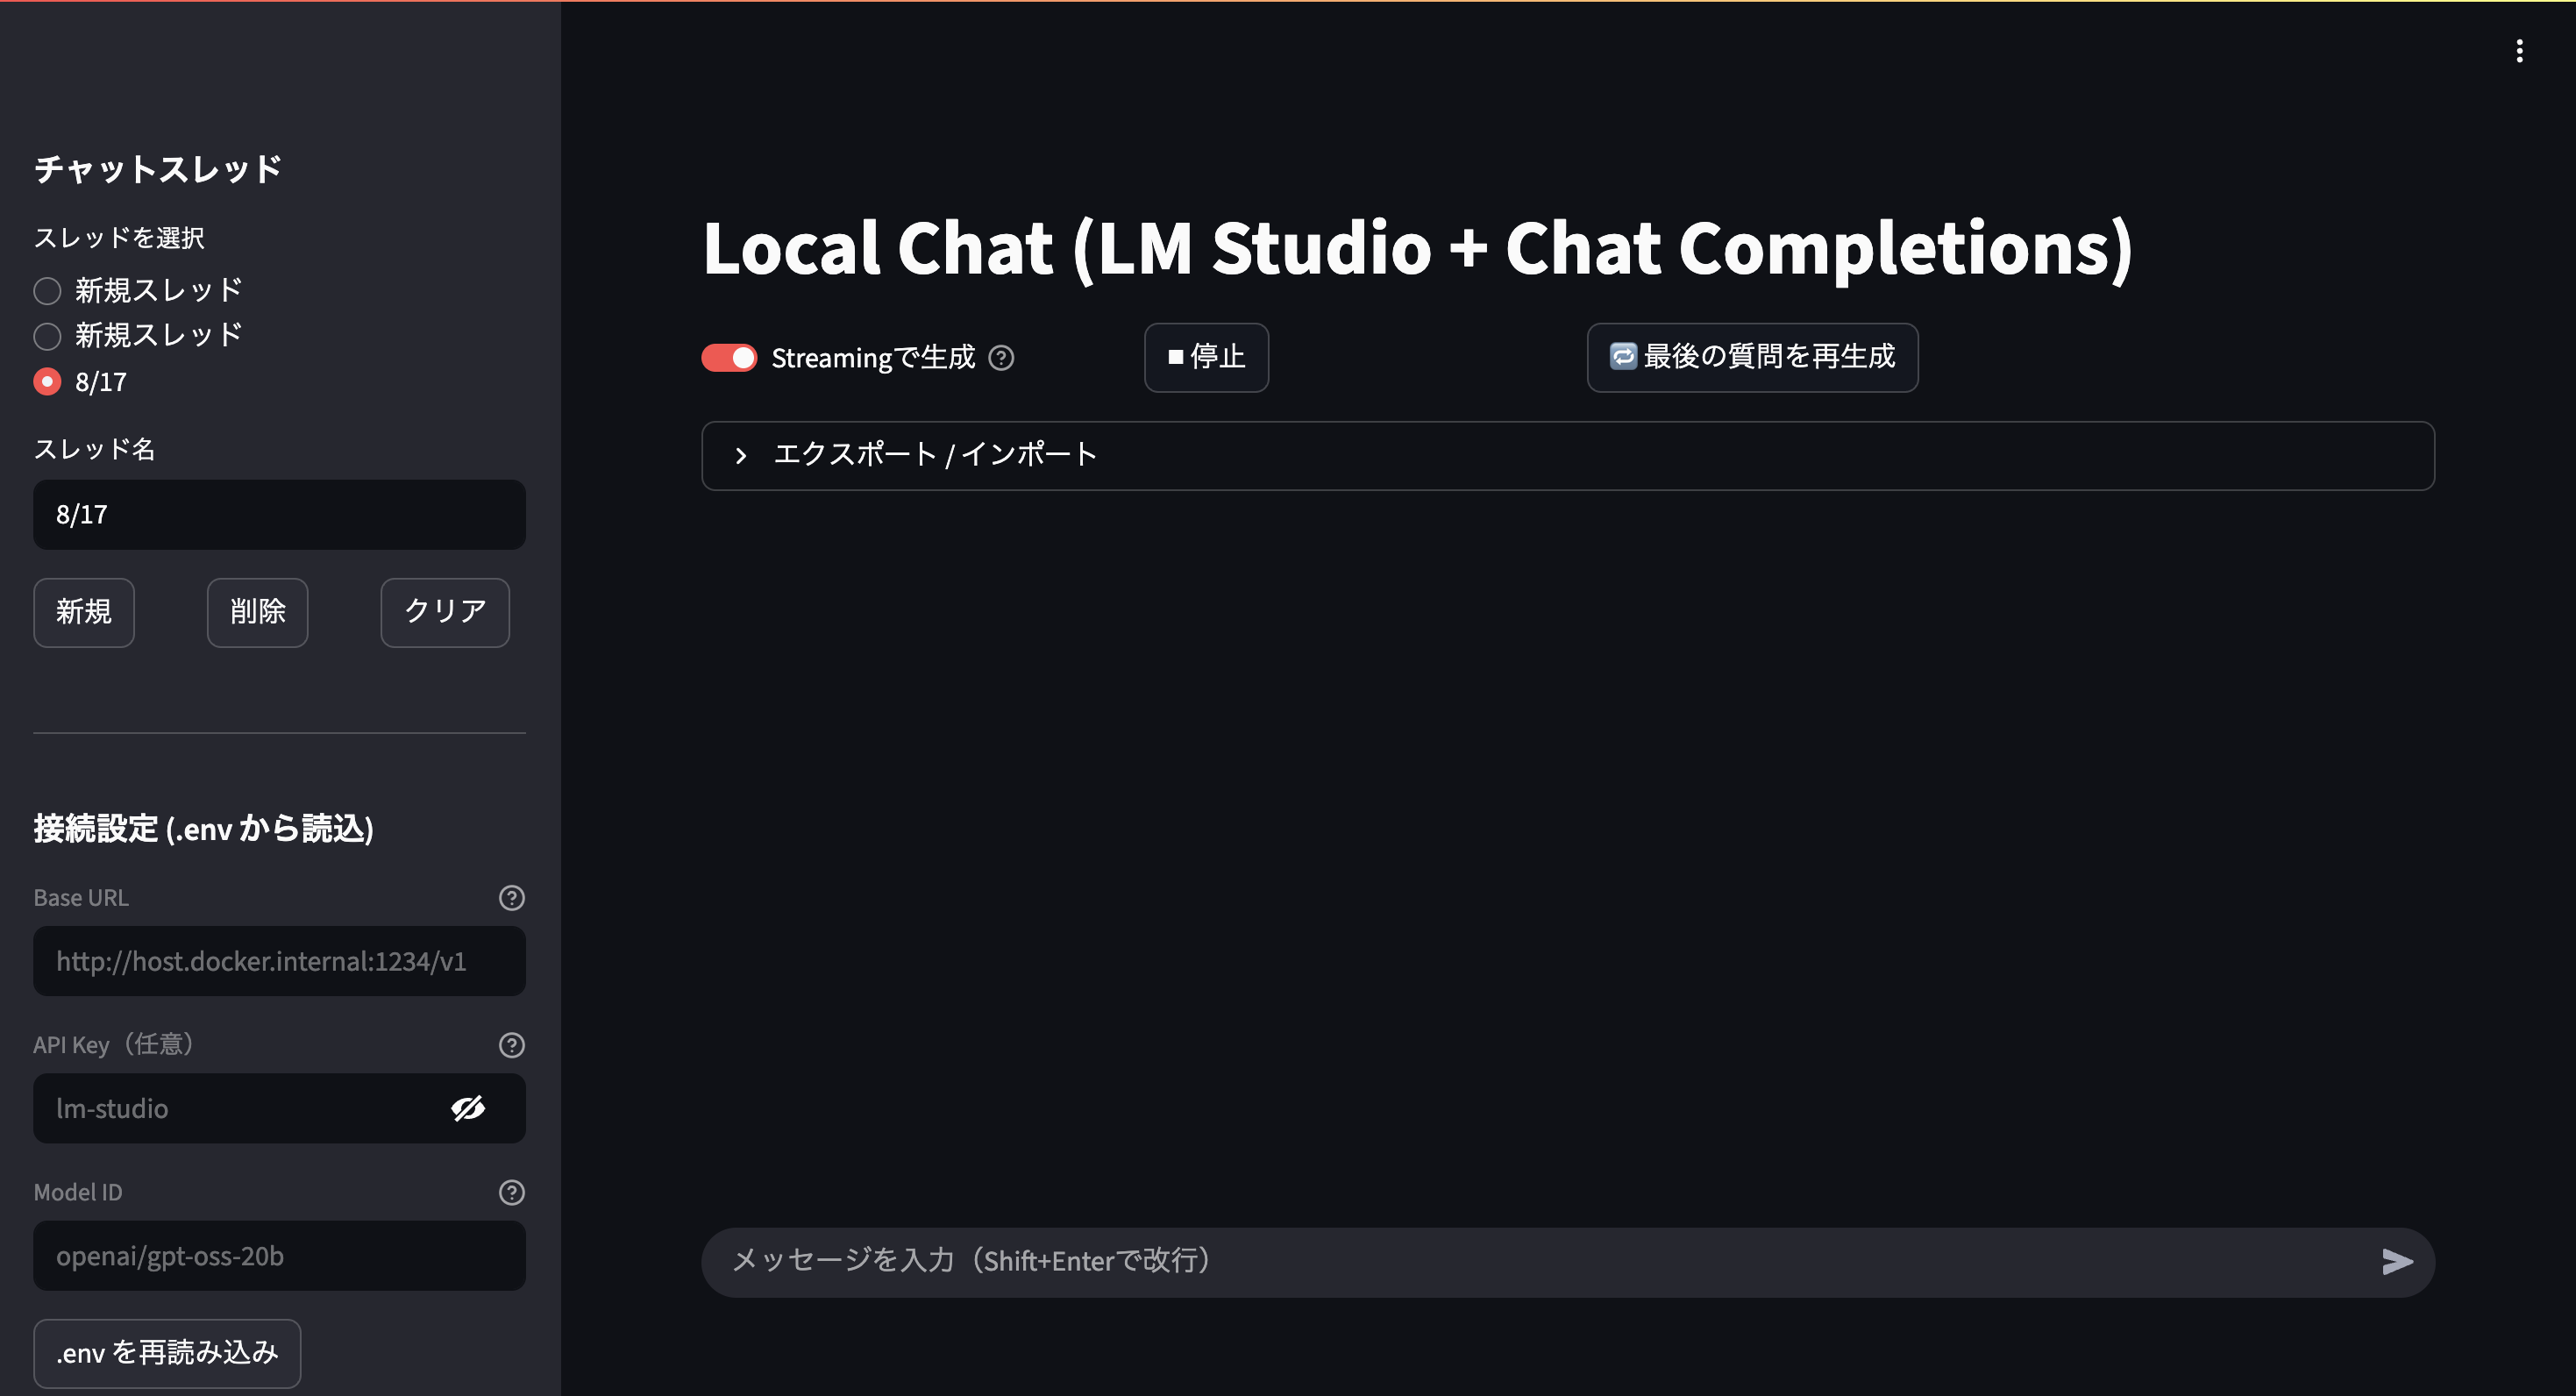 チャットスレッド
スレッドを選択
新規スレッド
新規スレッド
8/17
スレッド名
8/17
新規 削除 クリア
接続設定 (.env から読込)
Base URL
http://host.docker.internal:1234/v1
API Key（任意）
lm-studio
Model ID
openai/gpt-oss-20b
.env を再読み込み
Local Chat (LM Studio + Chat Completions)
Streamingで生成 ⏹ 停止 🔁 最後の質問を再生成
エクスポート / インポート
メッセージを入力（Shift+Enterで改行）